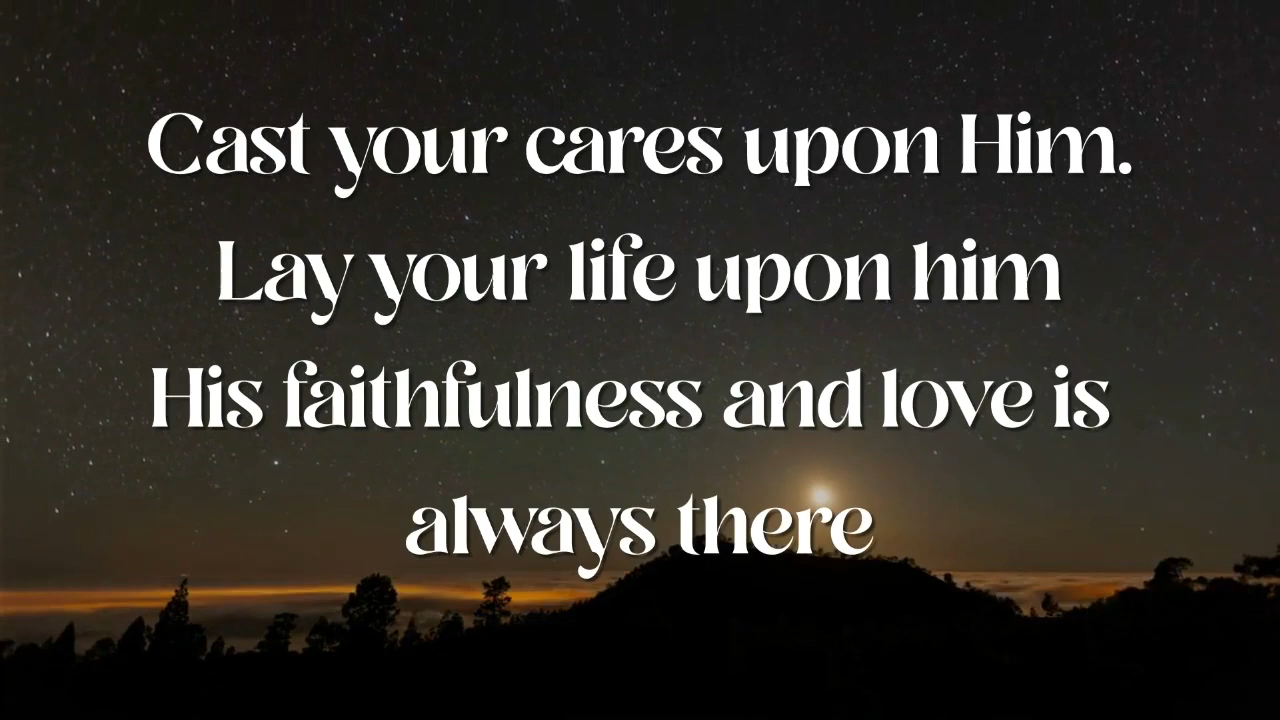 Cast your cares upon Him.
Lay your life upon him
His faithfulness and love is
always there